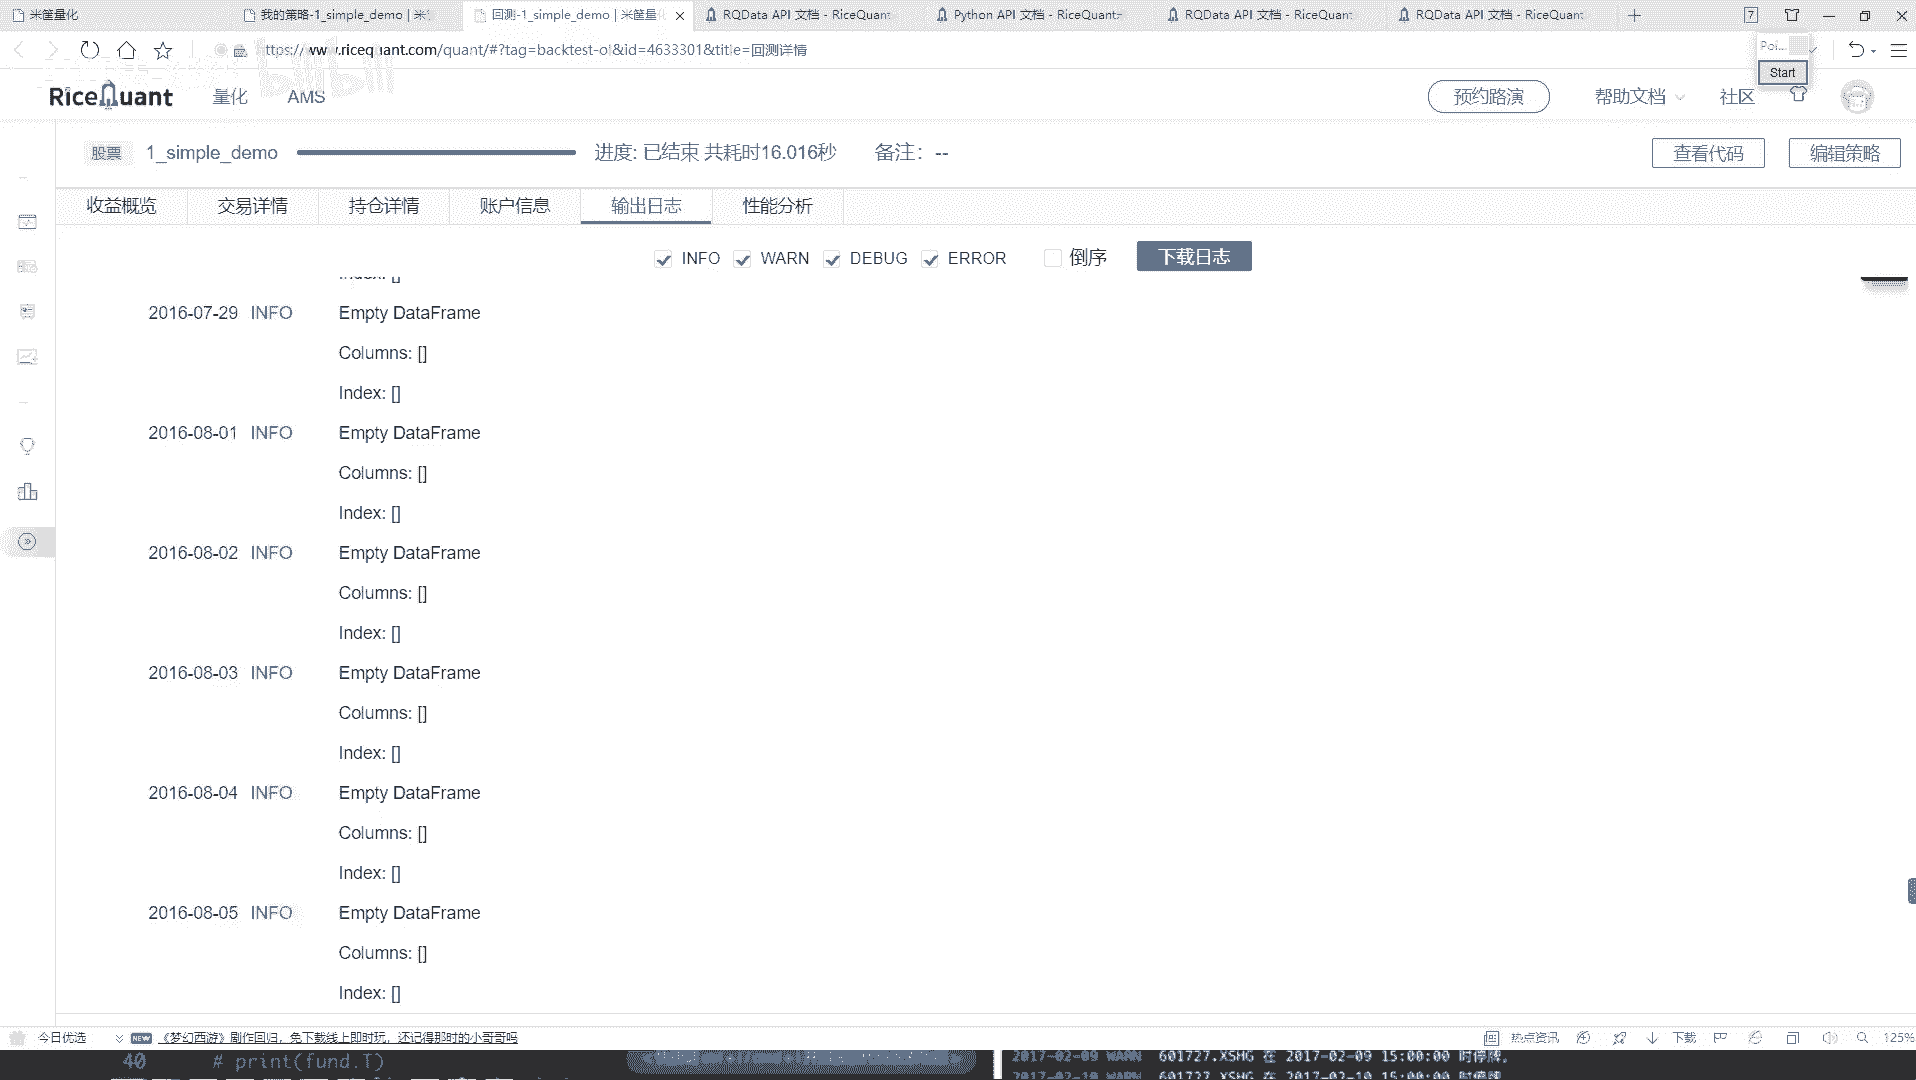 米筐量化
我的策略-1_simple_demo | 米
回测-1_simple_demo | 米筐量化
RQData API 文档 - RiceQuant
Python API 文档 - RiceQuant
RQData API 文档 - RiceQuant
RQData API 文档 - RiceQuant
7
ttps://www.ricequant.com/quant/#?tag=backtest-ol&id=4633301&title=回测详情
Poi...
Start
RiceQuant
量化
AMS
预约路演
帮助文档
社区
股票
1_simple_demo
进度: 已结束 共耗时16.016秒
备注: --
查看代码
编辑策略
收益概览
交易详情
持仓详情
账户信息
输出日志
性能分析
INFO
WARN
DEBUG
ERROR
倒序
下载日志
Index: []
2016-07-29 INFO Empty DataFrame
Columns: []
Index: []
2016-08-01 INFO Empty DataFrame
Columns: []
Index: []
2016-08-02 INFO Empty DataFrame
Columns: []
Index: []
2016-08-03 INFO Empty DataFrame
Columns: []
Index: []
2016-08-04 INFO Empty DataFrame
Columns: []
Index: []
2016-08-05 INFO Empty DataFrame
Columns: []
Index: []
今日优选
NEW
《梦幻西游》剧作回归，免下载线上即时玩，还记得那时的小哥哥吗
热点资讯
下载
125%
40 # print(fund.T)
2017-02-09 WARN 601727.XSHG 在 2017-02-09 15:00:00 时停牌。
2017-02-10 WARN 601727.XSHG 在 2017-02-10 15:00:00 时停牌。